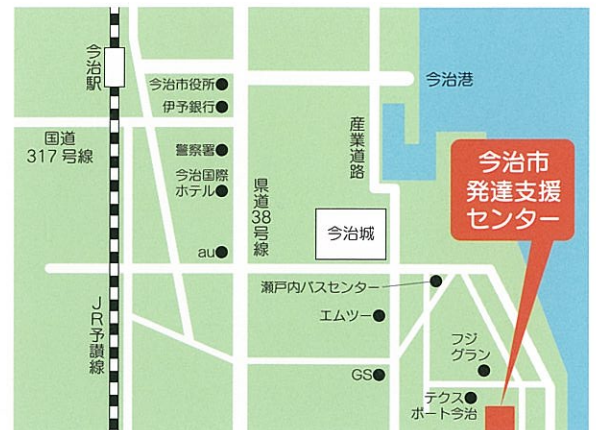 今治駅
今治市役所
伊予銀行
今治港
国道
317号線
警察署
今治国際
ホテル
産業道路
県道38号線
今治市
発達支援
センター
今治城
au
瀬戸内バスセンター
エムツー
JR予讃線
フジ
グラン
GS
テクス
ポート今治